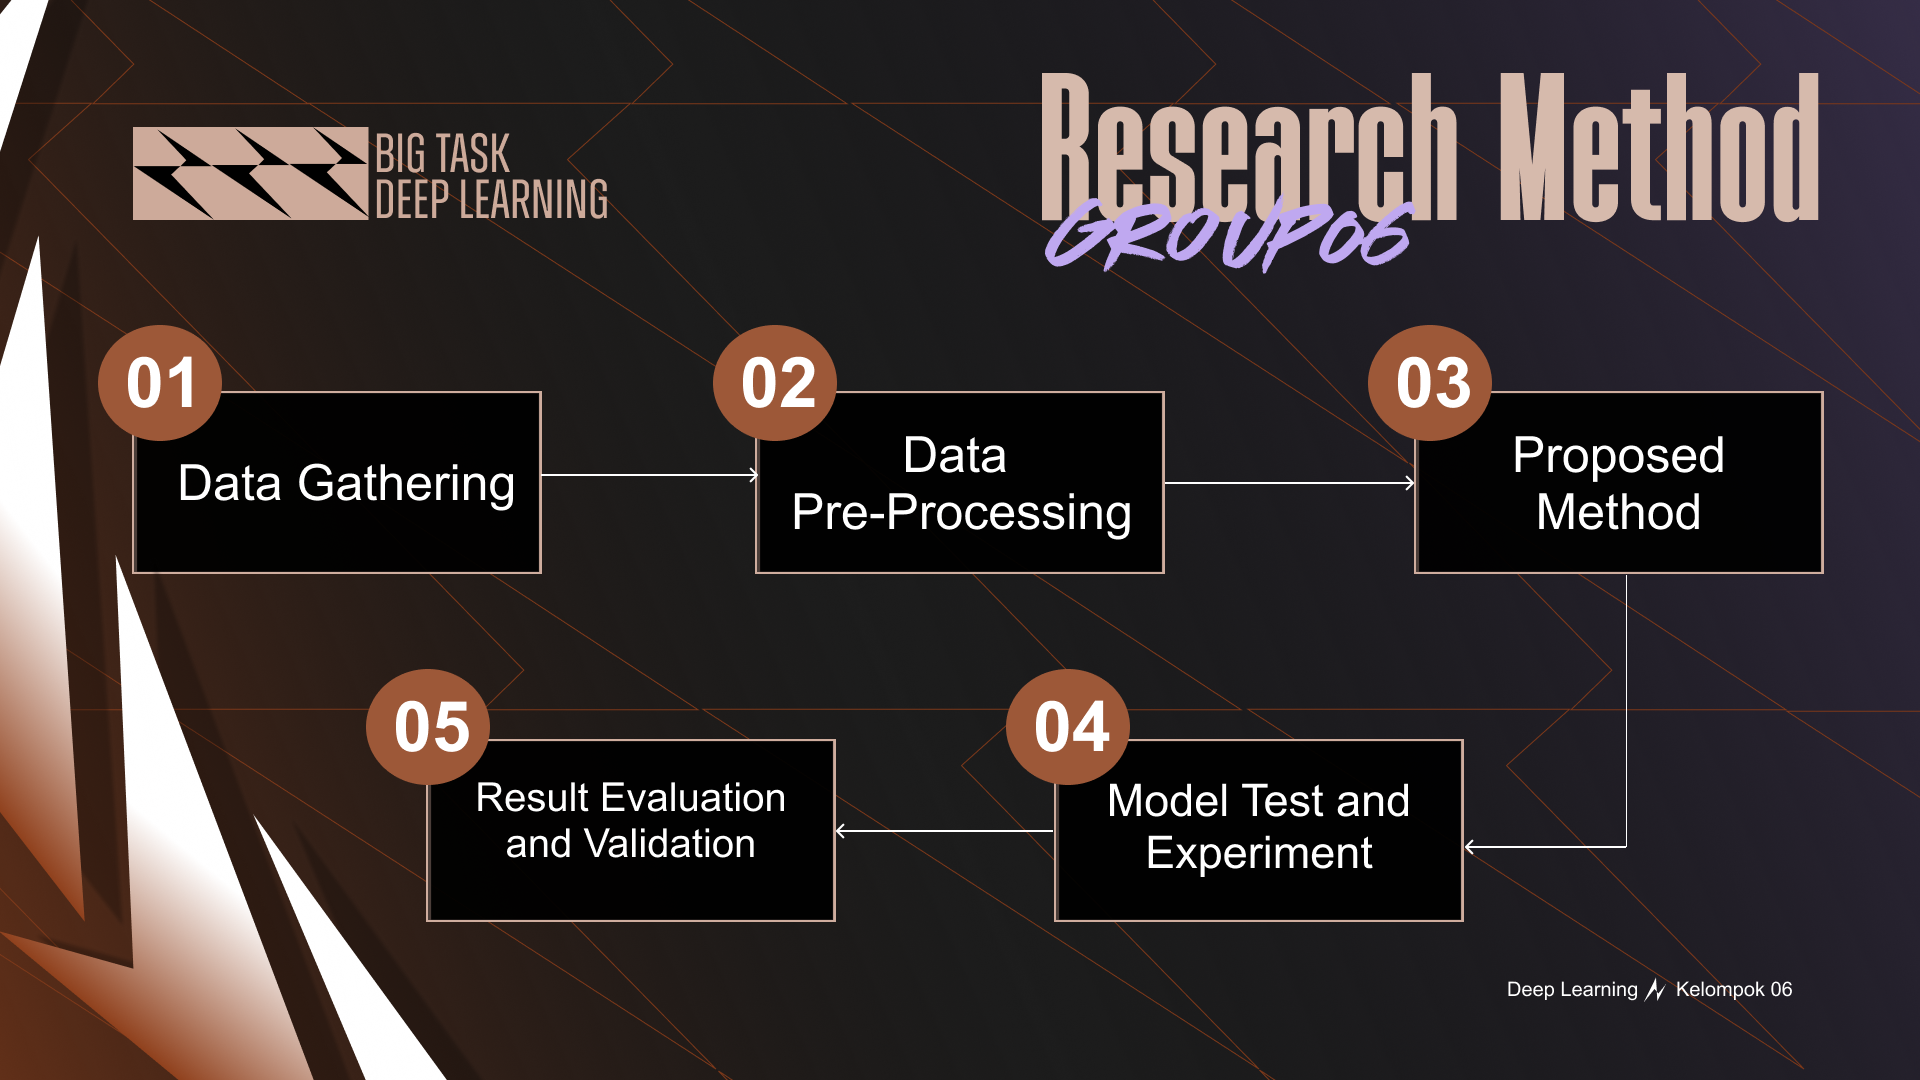 BIG TASK
DEEP LEARNING
Research Method
GROUP06
01
Data Gathering
02
Data
Pre-Processing
03
Proposed
Method
04
Model Test and
Experiment
05
Result Evaluation
and Validation
Deep Learning
Kelompok 06